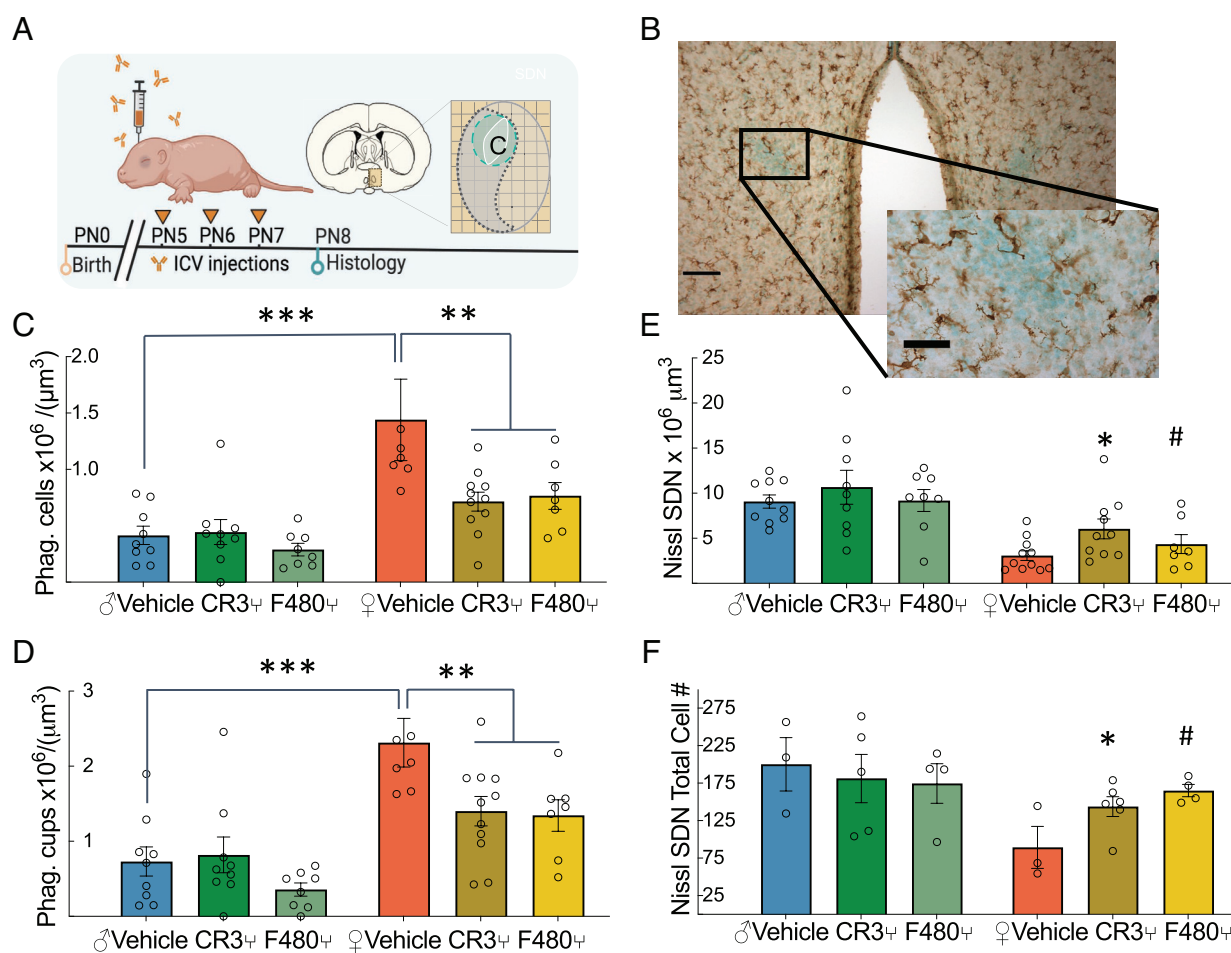 A
SDN
C
PN0 PN5 PN6 PN7 PN8
Birth ICV injections Histology
B
C
*** **
Phag. cells x10⁶ /(µm³)
2.0
1.5
1.0
♂Vehicle CR3 F480 ♀Vehicle CR3 F480
D
*** **
Phag. cups x10⁶/(µm³)
3
2
1
♂Vehicle CR3 F480 ♀Vehicle CR3 F480
E
Nissl SDN x 10⁶ µm³
25
20
15
10
5
* #
♂Vehicle CR3 F480 ♀Vehicle CR3 F480
F
Nissl SDN Total Cell #
275
225
175
125
75
25
* #
♂Vehicle CR3 F480 ♀Vehicle CR3 F480